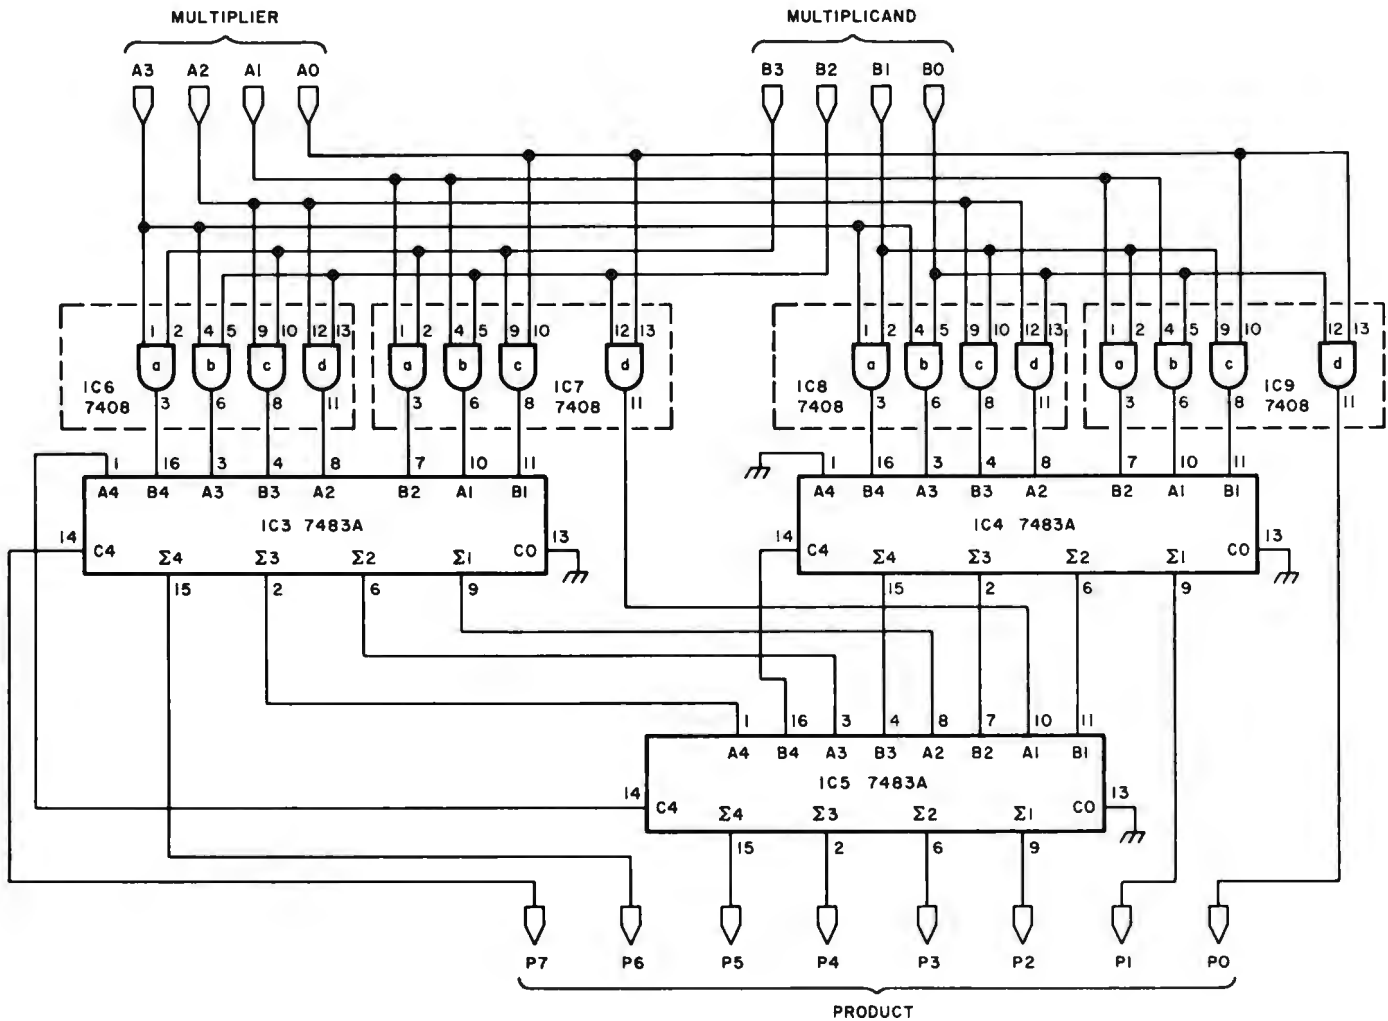 MULTIPLIER MULTIPLICAND
A3 A2 A1 A0 B3 B2 B1 B0
1 2 4 5 9 10 12 13 1 2 4 5 9 10 12 13 1 2 4 5 9 10 12 13 1 2 4 5 9 10 12 13
a b c d a b c d a b c d a b c d
IC6 IC7 IC8 IC9
7408 7408 7408 7408
3 6 8 11 3 6 8 11 3 6 8 11 3 6 8 11
1 16 3 4 8 7 10 11 1 16 3 4 8 7 10 11
A4 B4 A3 B3 A2 B2 A1 B1 A4 B4 A3 B3 A2 B2 A1 B1
IC3 7483A IC4 7483A
14 13 14 13
C4 Σ4 Σ3 Σ2 Σ1 C0 C4 Σ4 Σ3 Σ2 Σ1 C0
15 2 6 9 15 2 6 9
1 16 3 4 8 7 10 11
A4 B4 A3 B3 A2 B2 A1 B1
IC5 7483A
14 13
C4 Σ4 Σ3 Σ2 Σ1 C0
15 2 6 9
P7 P6 P5 P4 P3 P2 P1 P0
PRODUCT